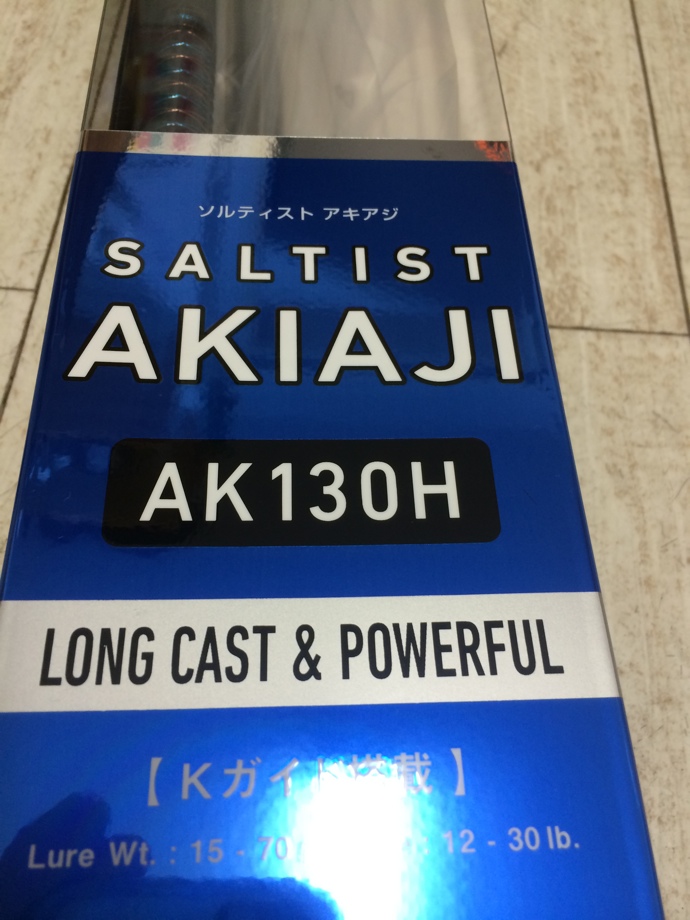 ソルティスト アキアジ
SALTIST
AKIAJI
AK130H
LONG CAST & POWERFUL
【 Kガイド搭載 】
Lure Wt. : 15 - 70 : 12 - 30 lb.